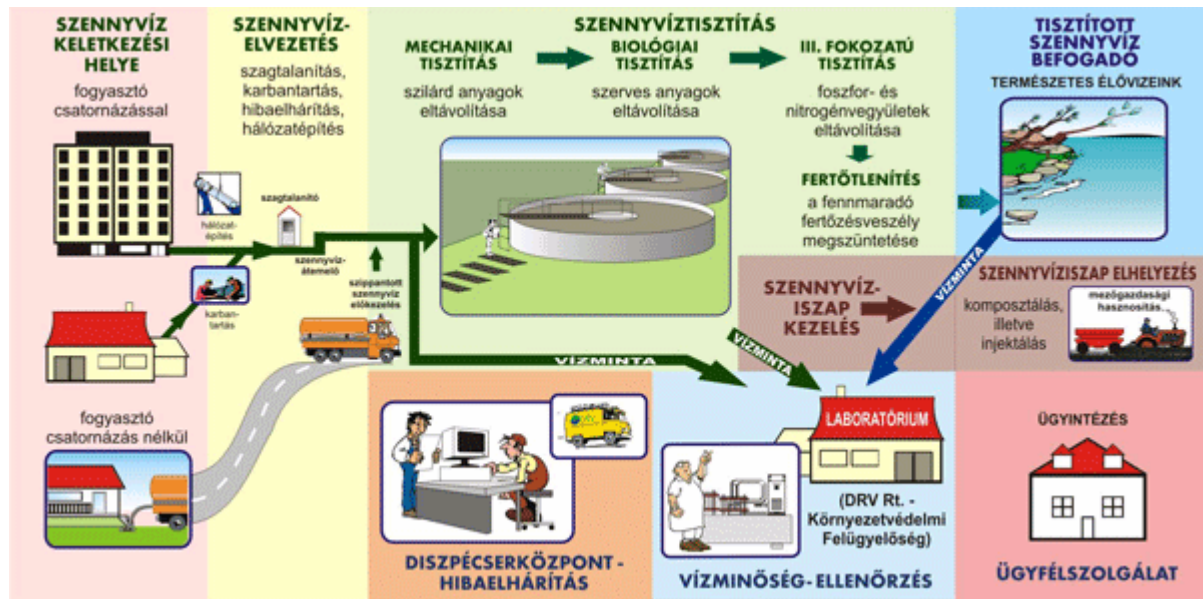 SZENNYVÍZ
KELETKEZÉSI
HELYE
fogyasztó
csatornázással
hálózat-
építés
karban-
tartás
fogyasztó
csatornázás nélkül
SZENNYVÍZ-
ELVEZETÉS
szagtalanítás,
karbantartás,
hibaelhárítás,
hálózatépítés
szagtalanító
szennyvíz-
átemelő
szippantott
szennyvíz
előkezelés
SZENNYVÍZTISZTÍTÁS
MECHANIKAI
TISZTÍTÁS
szilárd anyagok
eltávolítása
BIOLÓGIAI
TISZTÍTÁS
szerves anyagok
eltávolítása
III. FOKOZATÚ
TISZTÍTÁS
foszfor- és
nitrogénvegyületek
eltávolítása
FERTŐTLENÍTÉS
a fennmaradó
fertőzésveszély
megszüntetése
TISZTÍTOTT
SZENNYVÍZ
BEFOGADÓ
TERMÉSZETES ÉLŐVIZEINK
VÍZMINTA
SZENNYVÍZ-
ISZAP
KEZELÉS
SZENNYVÍZISZAP ELHELYEZÉS
komposztálás,
illetve
injektálás
mezőgazdasági
hasznosítás
VÍZMINTA
VÍZMINTA
DISZPÉCSERKÖZPONT -
HIBAELHÁRÍTÁS
LABORATÓRIUM
(DRV Rt. -
Környezetvédelmi
Felügyelőség)
VÍZMINŐSÉG - ELLENŐRZÉS
ÜGYINTÉZÉS
ÜGYFÉLSZOLGÁLAT